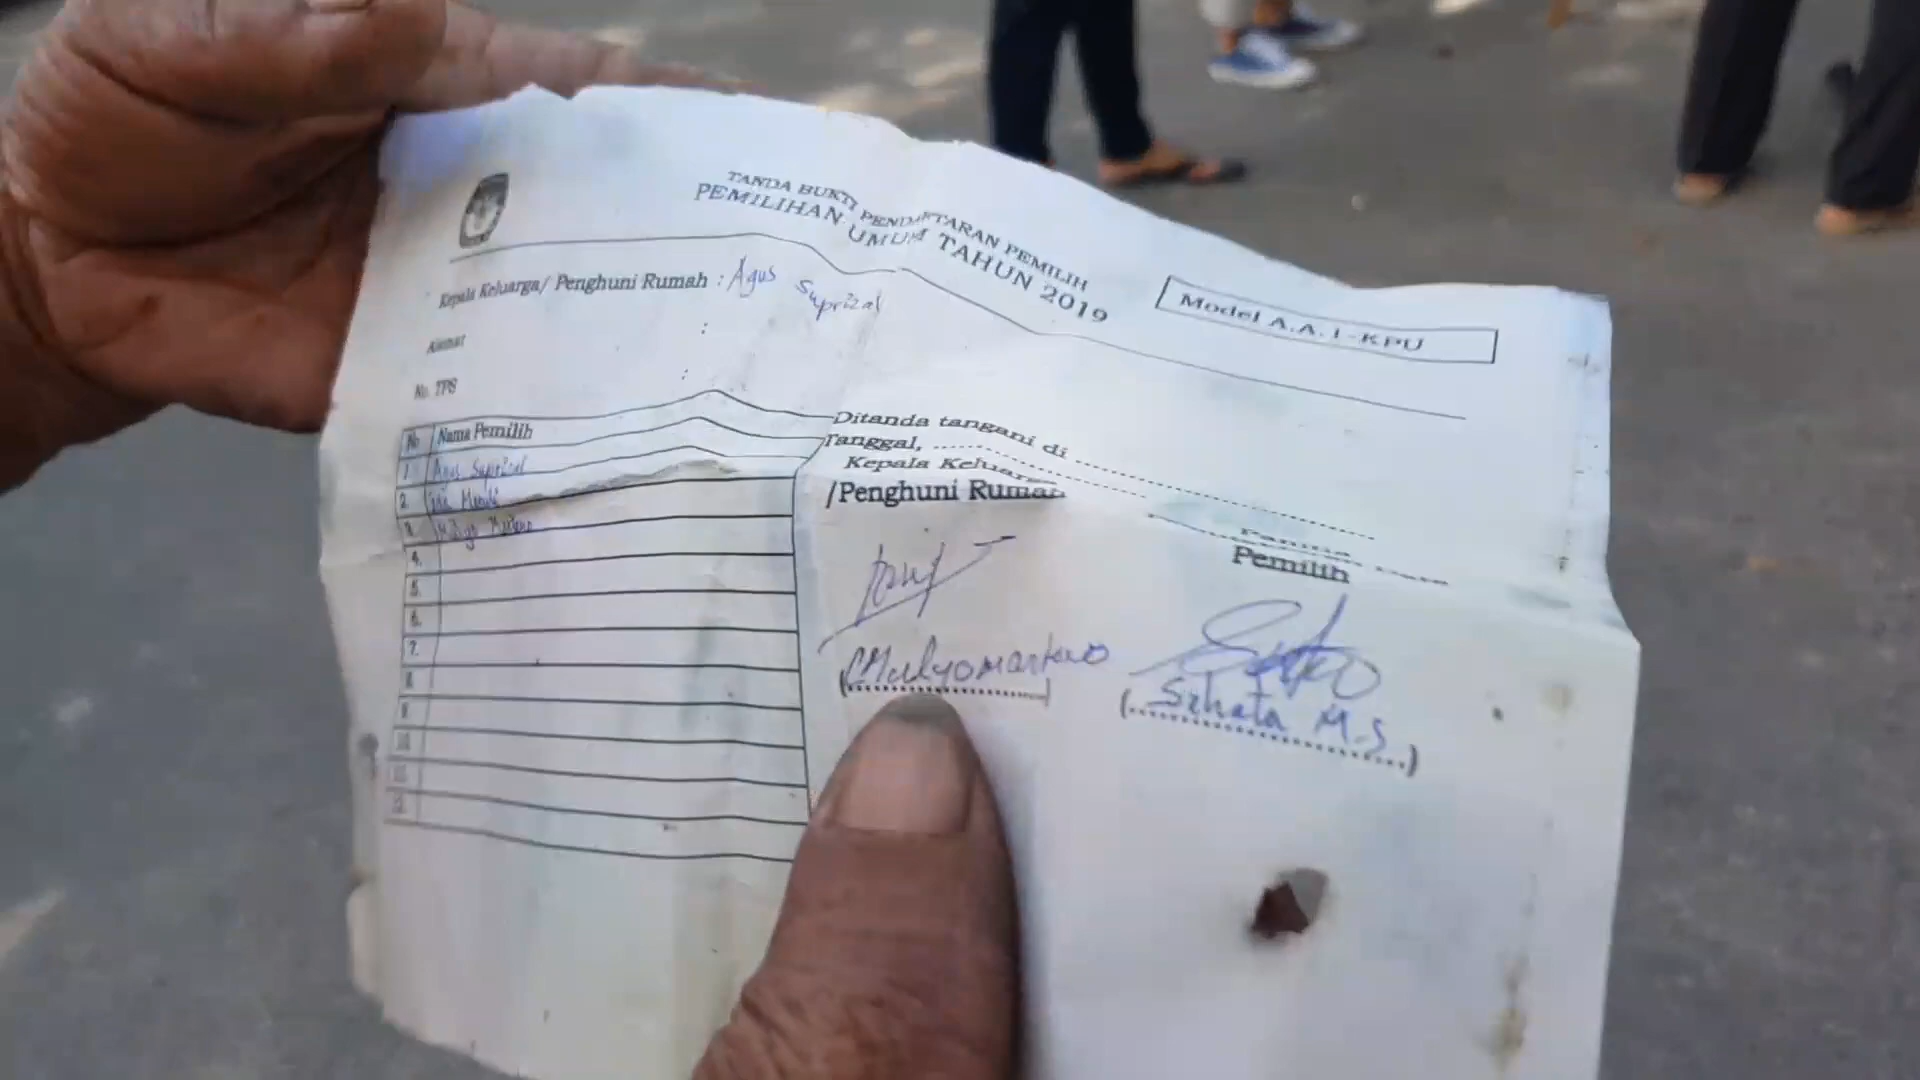 TANDA BUKTI PENDAFTARAN PEMILIH
PEMILIHAN UMUM TAHUN 2019
Model A.A.1-KPU
Kepala Keluarga/ Penghuni Rumah : Agus Suprizal
Alamat :
No. TPS :
No Nama Pemilih
1 Agus Suprizal
2.
3.
4.
5.
6.
7.
8
9
10
11
12
Ditanda tangani di
Tanggal,
Kepala Keluarga
/Penghuni Rumah
(Mulyomartono)
Pemilih
(Sehata M.S)